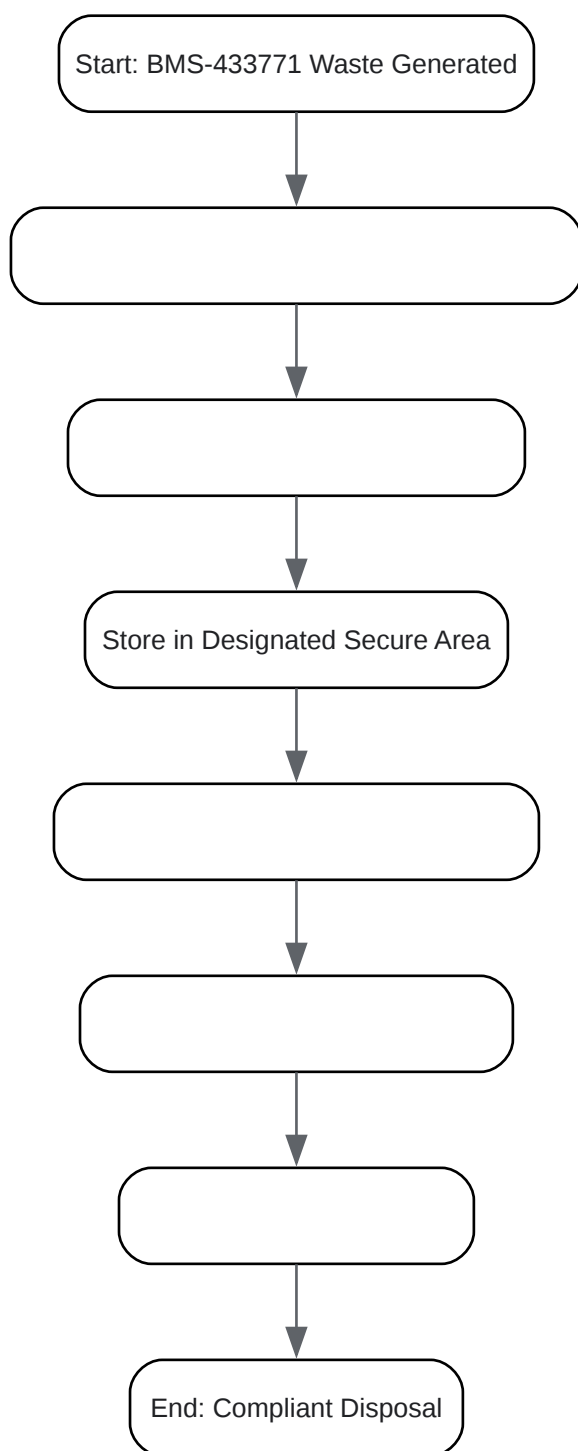 Start: BMS-433771 Waste Generated
Store in Designated Secure Area
End: Compliant Disposal